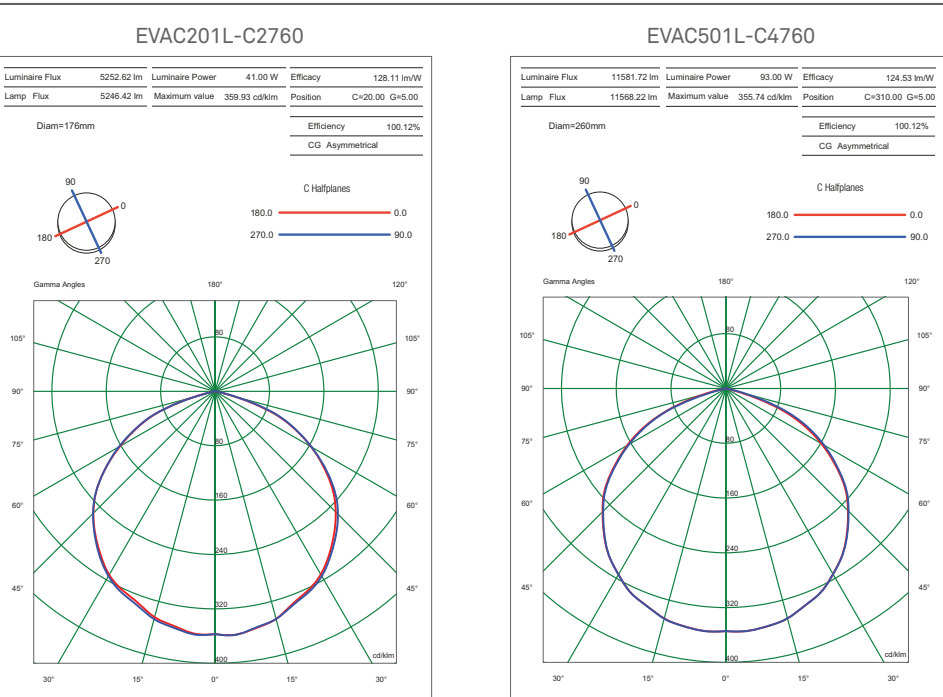 EVAC201L-C2760
Luminaire Flux 5252.62 lm Luminaire Power 41.00 W Efficacy 128.11 lm/W
Lamp Flux 5246.42 lm Maximum value 359.93 cd/klm Position C=20.00 G=5.00
Diam=176mm
Efficiency 100.12%
CG Asymmetrical
C Halfplanes
90
0
180
270
180.0 0.0
270.0 90.0
Gamma Angles 180° 120°
105° 105°
90° 90°
75° 75°
60° 60°
45° 45°
80
80
160
240
320
400
cd/klm
30° 15° 0° 15° 30°
EVAC501L-C4760
Luminaire Flux 11581.72 lm Luminaire Power 93.00 W Efficacy 124.53 lm/W
Lamp Flux 11568.22 lm Maximum value 355.74 cd/klm Position C=310.00 G=5.00
Diam=260mm
Efficiency 100.12%
CG Asymmetrical
C Halfplanes
90
0
180
270
180.0 0.0
270.0 90.0
Gamma Angles 180° 120°
105° 105°
90° 90°
75° 75°
60° 60°
45° 45°
80
80
160
240
320
400
cd/klm
30° 15° 0° 15° 30°